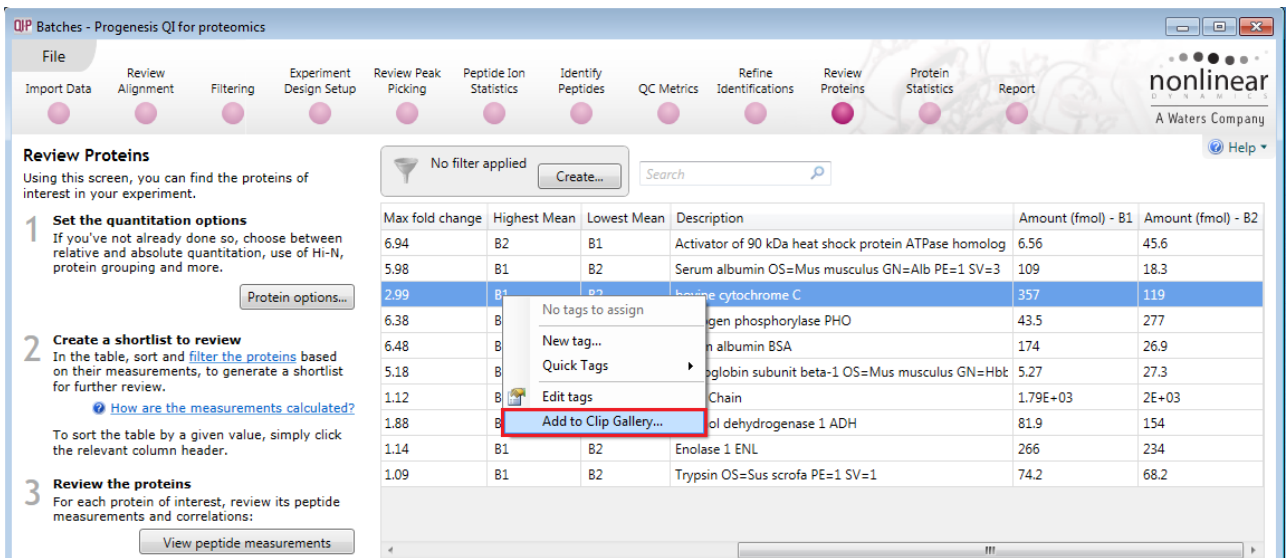 QIP Batches - Progenesis QI for proteomics
File
Import Data
Review Alignment
Filtering
Experiment Design Setup
Review Peak Picking
Peptide Ion Statistics
Identify Peptides
QC Metrics
Refine Identifications
Review Proteins
Protein Statistics
Report
nonlinear
DYNAMICS
A Waters Company
Help
Review Proteins
Using this screen, you can find the proteins of
interest in your experiment.
1 Set the quantitation options
If you've not already done so, choose between
relative and absolute quantitation, use of Hi-N,
protein grouping and more.
Protein options...
2 Create a shortlist to review
In the table, sort and filter the proteins based
on their measurements, to generate a shortlist
for further review.
How are the measurements calculated?
To sort the table by a given value, simply click
the relevant column header.
3 Review the proteins
For each protein of interest, review its peptide
measurements and correlations:
View peptide measurements
No filter applied
Create...
Search
Max fold change Highest Mean Lowest Mean Description Amount (fmol) - B1 Amount (fmol) - B2
6.94 B2 B1 Activator of 90 kDa heat shock protein ATPase homolog 6.56 45.6
5.98 B1 B2 Serum albumin OS=Mus musculus GN=Alb PE=1 SV=3 109 18.3
2.99 B1 B2 bovine cytochrome C 357 119
6.38 B gen phosphorylase PHO 43.5 277
6.48 B n albumin BSA 174 26.9
5.18 B oglobin subunit beta-1 OS=Mus musculus GN=Hbb 5.27 27.3
1.12 B Chain 1.79E+03 2E+03
1.88 B ol dehydrogenase 1 ADH 81.9 154
1.14 B1 B2 Enolase 1 ENL 266 234
1.09 B1 B2 Trypsin OS=Sus scrofa PE=1 SV=1 74.2 68.2
No tags to assign
New tag...
Quick Tags
Edit tags
Add to Clip Gallery...